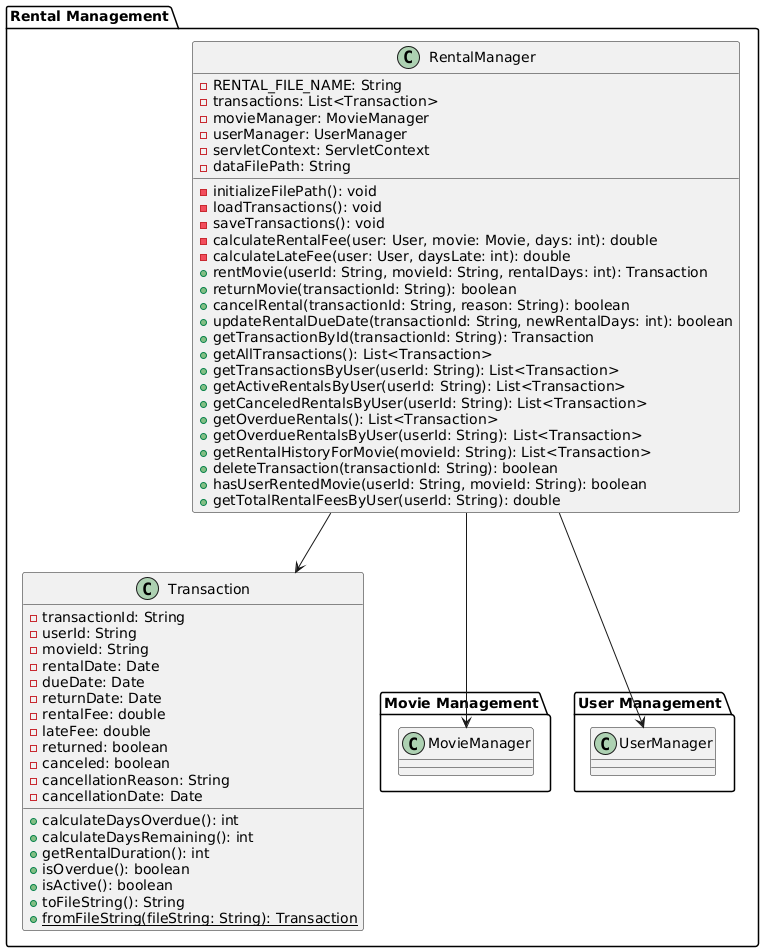 Rental Management
C RentalManager
RENTAL_FILE_NAME: String
transactions: List<Transaction>
movieManager: MovieManager
userManager: UserManager
servletContext: ServletContext
dataFilePath: String
initializeFilePath(): void
loadTransactions(): void
saveTransactions(): void
calculateRentalFee(user: User, movie: Movie, days: int): double
calculateLateFee(user: User, daysLate: int): double
rentMovie(userId: String, movieId: String, rentalDays: int): Transaction
returnMovie(transactionId: String): boolean
cancelRental(transactionId: String, reason: String): boolean
updateRentalDueDate(transactionId: String, newRentalDays: int): boolean
getTransactionById(transactionId: String): Transaction
getAllTransactions(): List<Transaction>
getTransactionsByUser(userId: String): List<Transaction>
getActiveRentalsByUser(userId: String): List<Transaction>
getCanceledRentalsByUser(userId: String): List<Transaction>
getOverdueRentals(): List<Transaction>
getOverdueRentalsByUser(userId: String): List<Transaction>
getRentalHistoryForMovie(movieId: String): List<Transaction>
deleteTransaction(transactionId: String): boolean
hasUserRentedMovie(userId: String, movieId: String): boolean
getTotalRentalFeesByUser(userId: String): double
C Transaction
transactionId: String
userId: String
movieId: String
rentalDate: Date
dueDate: Date
returnDate: Date
rentalFee: double
lateFee: double
returned: boolean
canceled: boolean
cancellationReason: String
cancellationDate: Date
calculateDaysOverdue(): int
calculateDaysRemaining(): int
getRentalDuration(): int
isOverdue(): boolean
isActive(): boolean
toFileString(): String
fromFileString(fileString: String): Transaction
Movie Management
C MovieManager
User Management
C UserManager